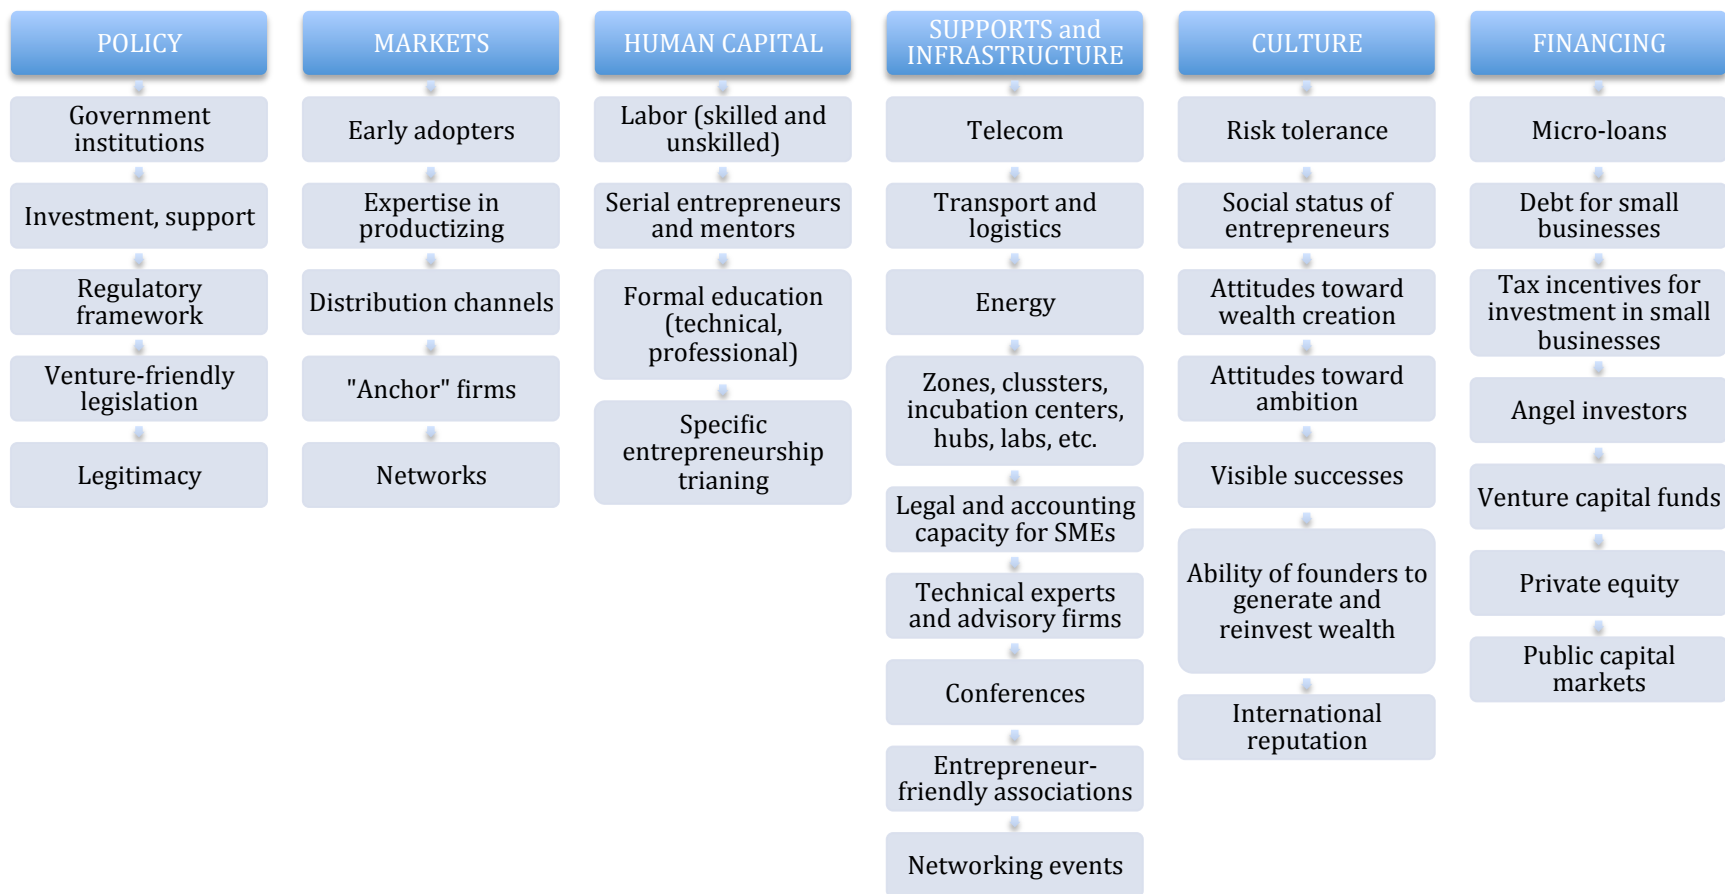 POLICY
Government
institutions
Investment, support
Regulatory
framework
Venture-friendly
legislation
Legitimacy
MARKETS
Early adopters
Expertise in
productizing
Distribution channels
"Anchor" firms
Networks
HUMAN CAPITAL
Labor (skilled and
unskilled)
Serial entrepreneurs
and mentors
Formal education
(technical,
professional)
Specific
entrepreneurship
trianing
SUPPORTS and
INFRASTRUCTURE
Telecom
Transport and
logistics
Energy
Zones, clussters,
incubation centers,
hubs, labs, etc.
Legal and accounting
capacity for SMEs
Technical experts
and advisory firms
Conferences
Entrepreneur-
friendly associations
Networking events
CULTURE
Risk tolerance
Social status of
entrepreneurs
Attitudes toward
wealth creation
Attitudes toward
ambition
Visible successes
Ability of founders to
generate and
reinvest wealth
International
reputation
FINANCING
Micro-loans
Debt for small
businesses
Tax incentives for
investment in small
businesses
Angel investors
Venture capital funds
Private equity
Public capital
markets